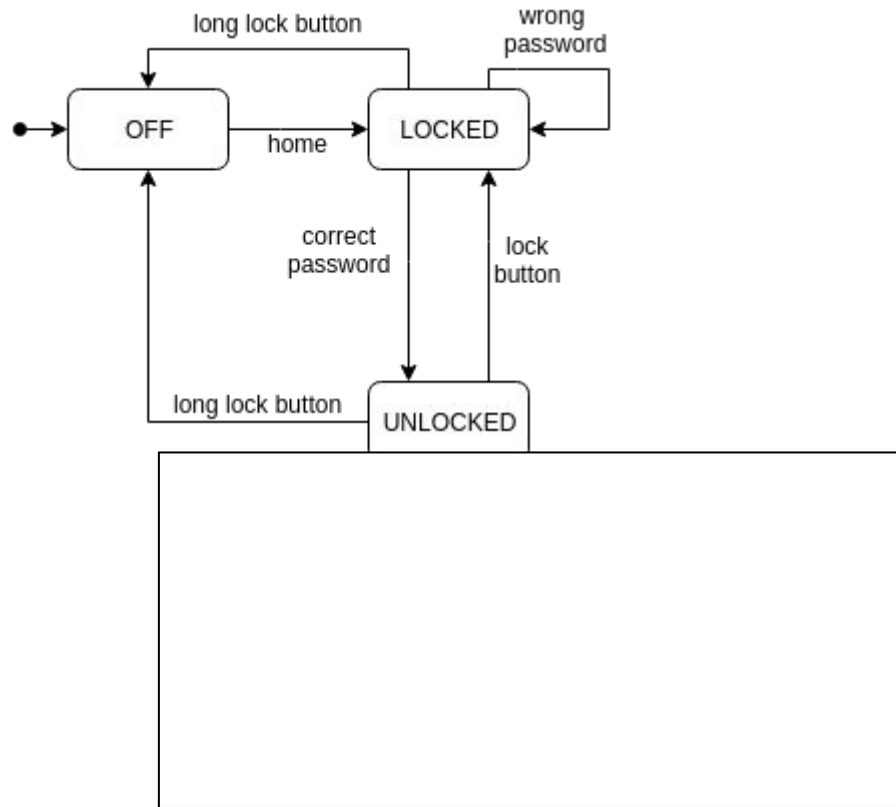 long lock button
wrong
password
OFF
LOCKED
home
correct
password
lock
button
long lock button
UNLOCKED